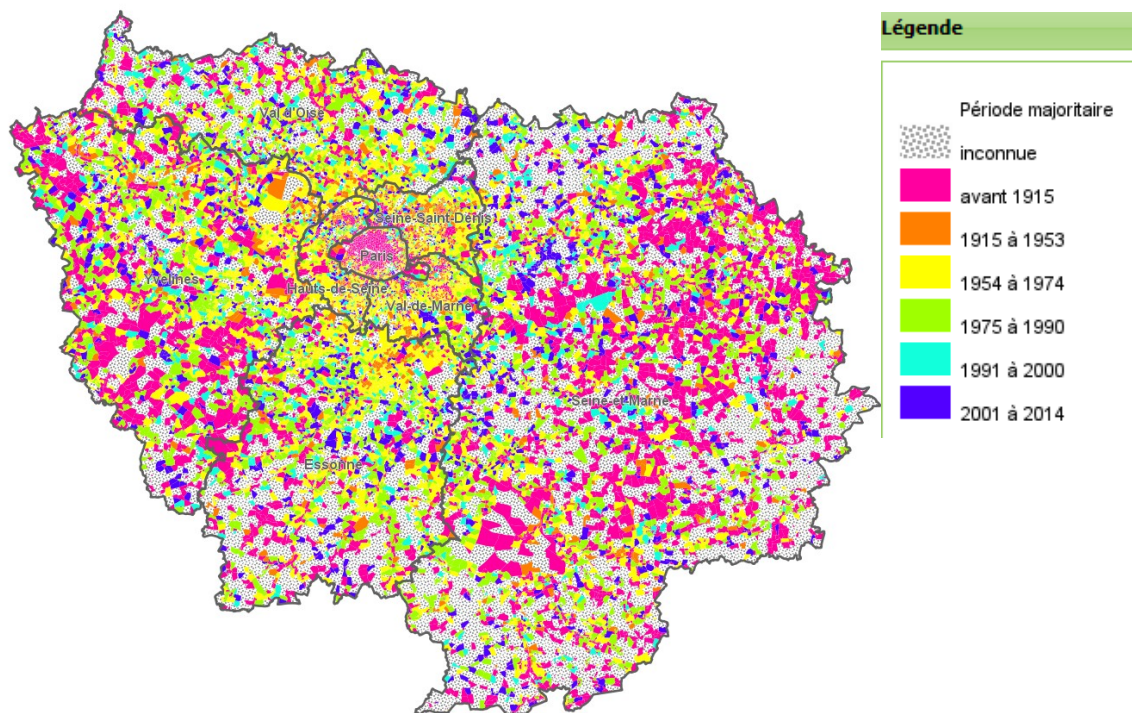 Légende
Période majoritaire
inconnue
avant 1915
1915 à 1953
1954 à 1974
1975 à 1990
1991 à 2000
2001 à 2014
Val d'Oise
Seine-Saint-Denis
Paris
Yvelines
Hauts-de-Seine
Val-de-Marne
Seine-et-Marne
Essonne